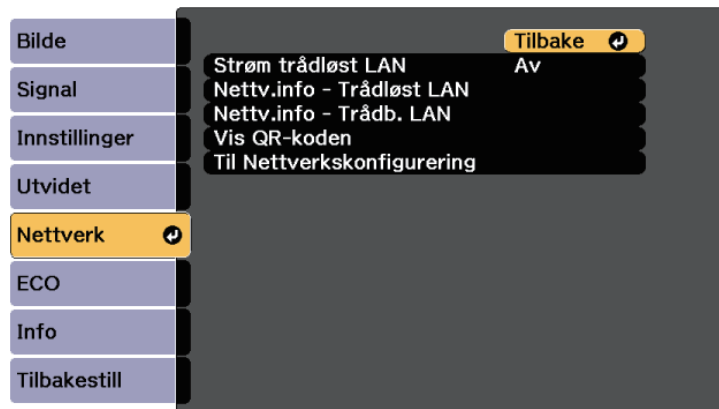 Bilde
Signal
Innstillinger
Utvidet
Nettverk
ECO
Info
Tilbakestill
Tilbake
Strøm trådløst LAN Av
Nettv.info - Trådløst LAN
Nettv.info - Trådb. LAN
Vis QR-koden
Til Nettverkskonfigurering